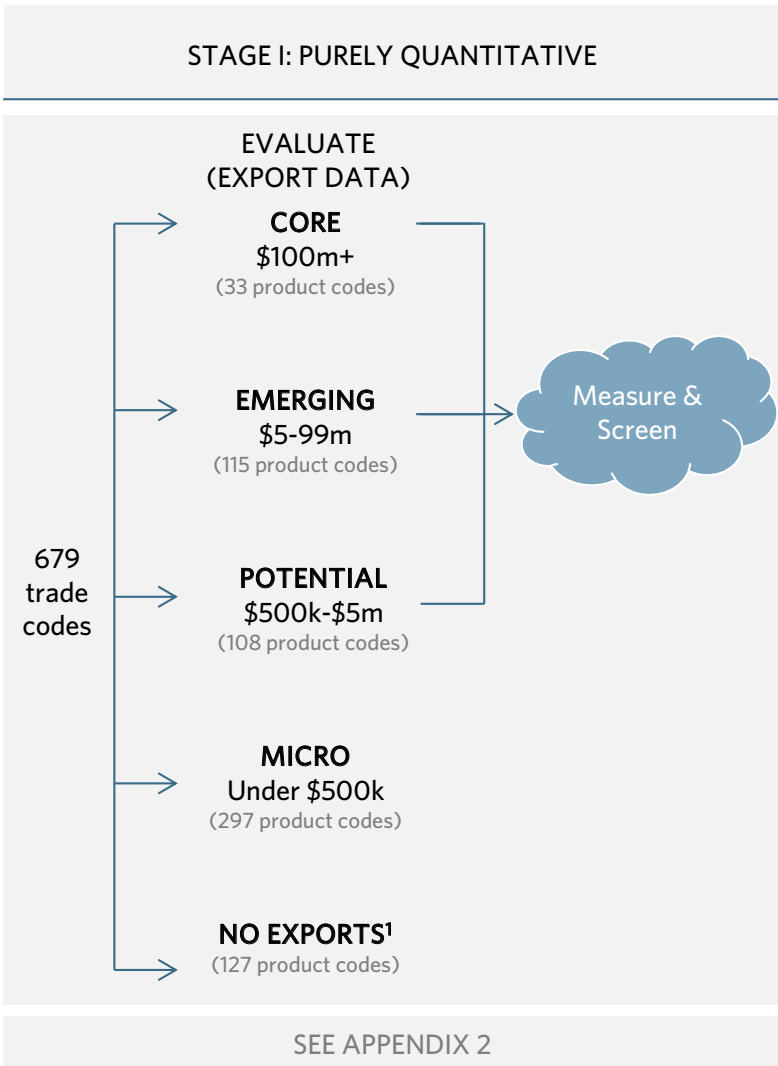 STAGE I: PURELY QUANTITATIVE
EVALUATE
(EXPORT DATA)
CORE
$100m+
(33 product codes)
EMERGING
$5-99m
(115 product codes)
Measure &
Screen
679
trade
codes
POTENTIAL
$500k-$5m
(108 product codes)
MICRO
Under $500k
(297 product codes)
NO EXPORTS¹
(127 product codes)
SEE APPENDIX 2